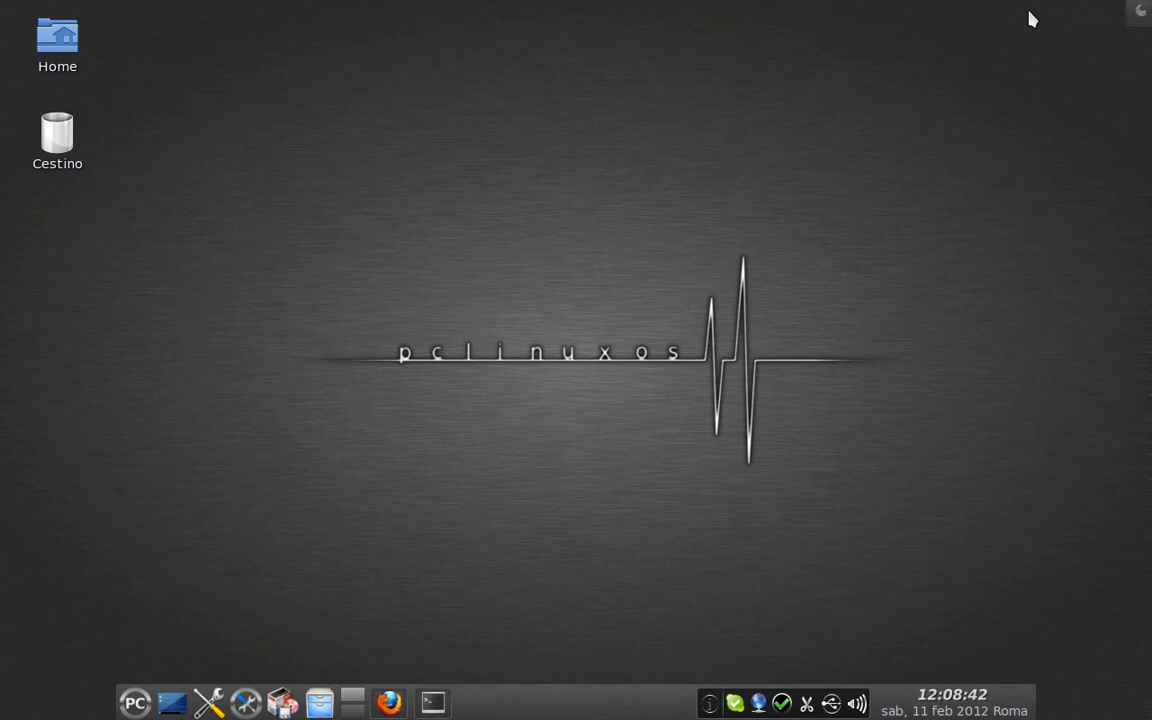 Home
Cestino
pclinuxos
PC
12:08:42
sab, 11 feb 2012 Roma